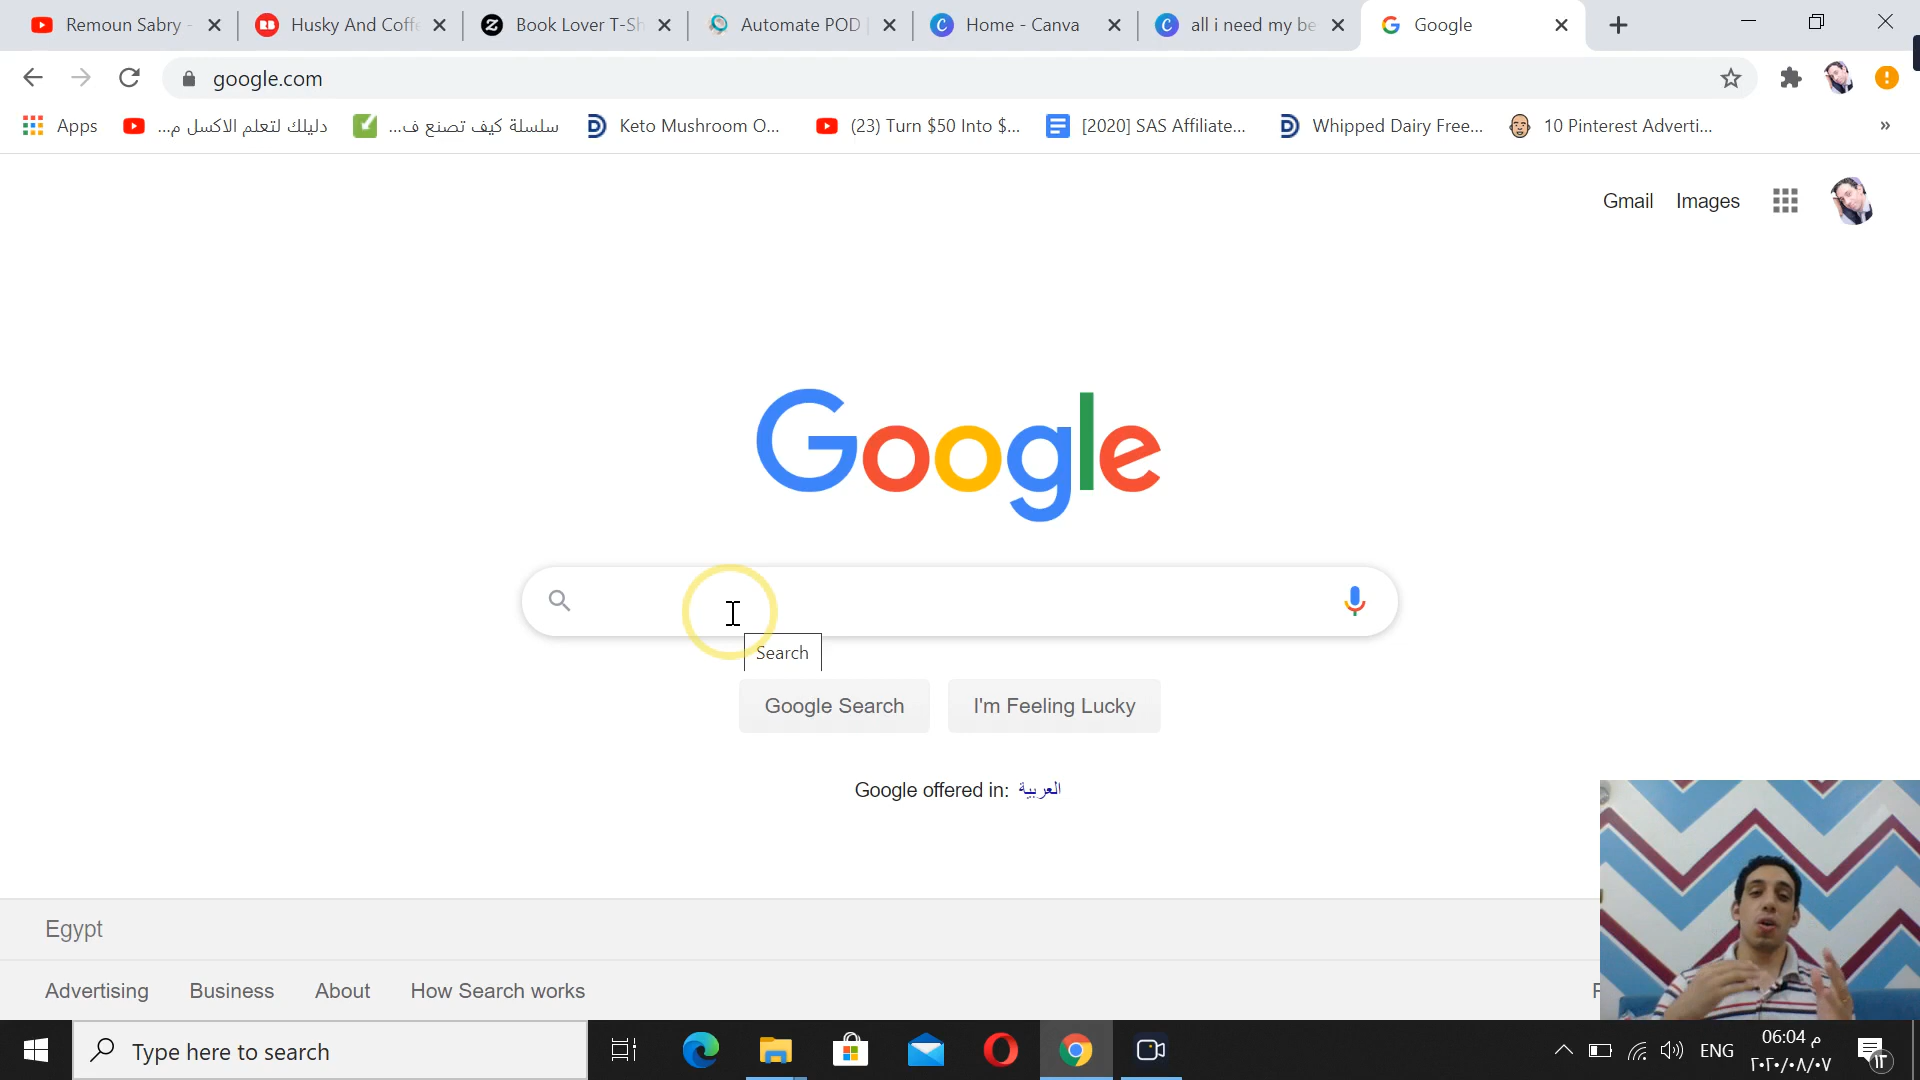 Remoun Sabry -
Husky And Coffe
Book Lover T-Sh
Automate POD
Home - Canva
all i need my be
Google
google.com
Apps
دليلك لتعلم الاكسل م...
سلسلة كيف تصنع ف...
Keto Mushroom O...
(23) Turn $50 Into $...
[2020] SAS Affiliate...
Whipped Dairy Free...
10 Pinterest Adverti...
»
Gmail
Images
Google
Search
Google Search
I'm Feeling Lucky
Google offered in: العربية
Egypt
Advertising
Business
About
How Search works
Type here to search
ENG
06:04 م
٢٠٢٠/٠٨/٠٧
١٣